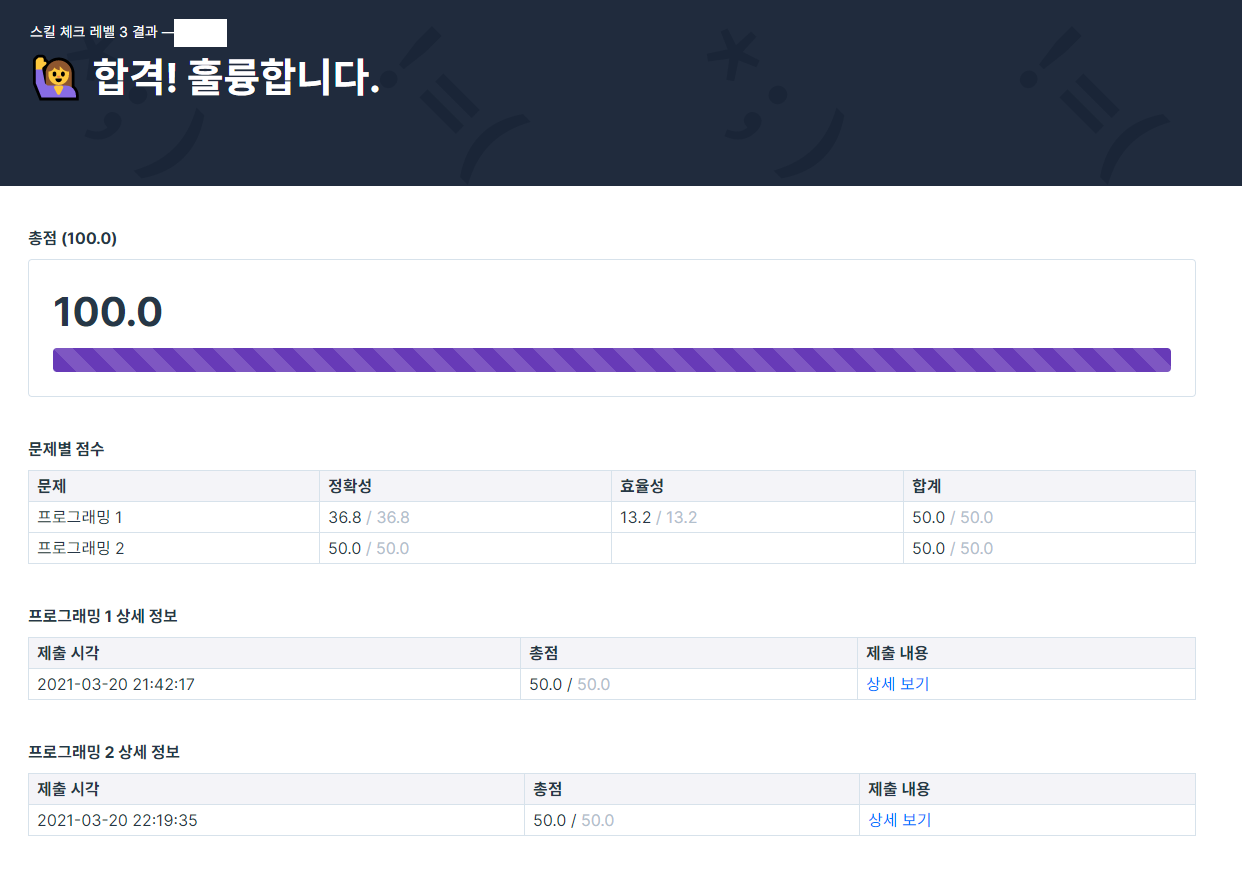 스킬 체크 레벨 3 결과 —
합격! 훌륭합니다.
총점 (100.0)
100.0
문제별 점수
문제 정확성 효율성 합계
프로그래밍 1 36.8 / 36.8 13.2 / 13.2 50.0 / 50.0
프로그래밍 2 50.0 / 50.0 50.0 / 50.0
프로그래밍 1 상세 정보
제출 시각 총점 제출 내용
2021-03-20 21:42:17 50.0 / 50.0 상세 보기
프로그래밍 2 상세 정보
제출 시각 총점 제출 내용
2021-03-20 22:19:35 50.0 / 50.0 상세 보기